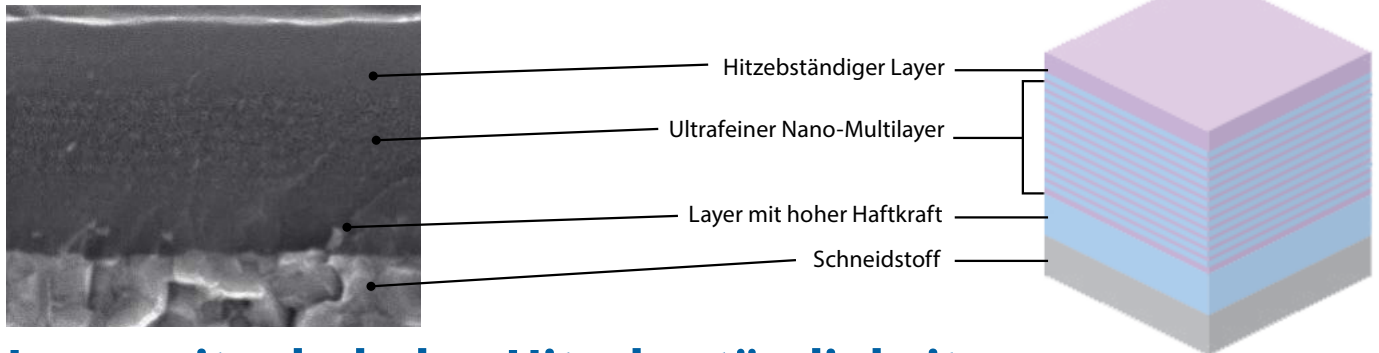 Hitzebständiger Layer
Ultrafeiner Nano-Multilayer
Layer mit hoher Haftkraft
Schneidstoff